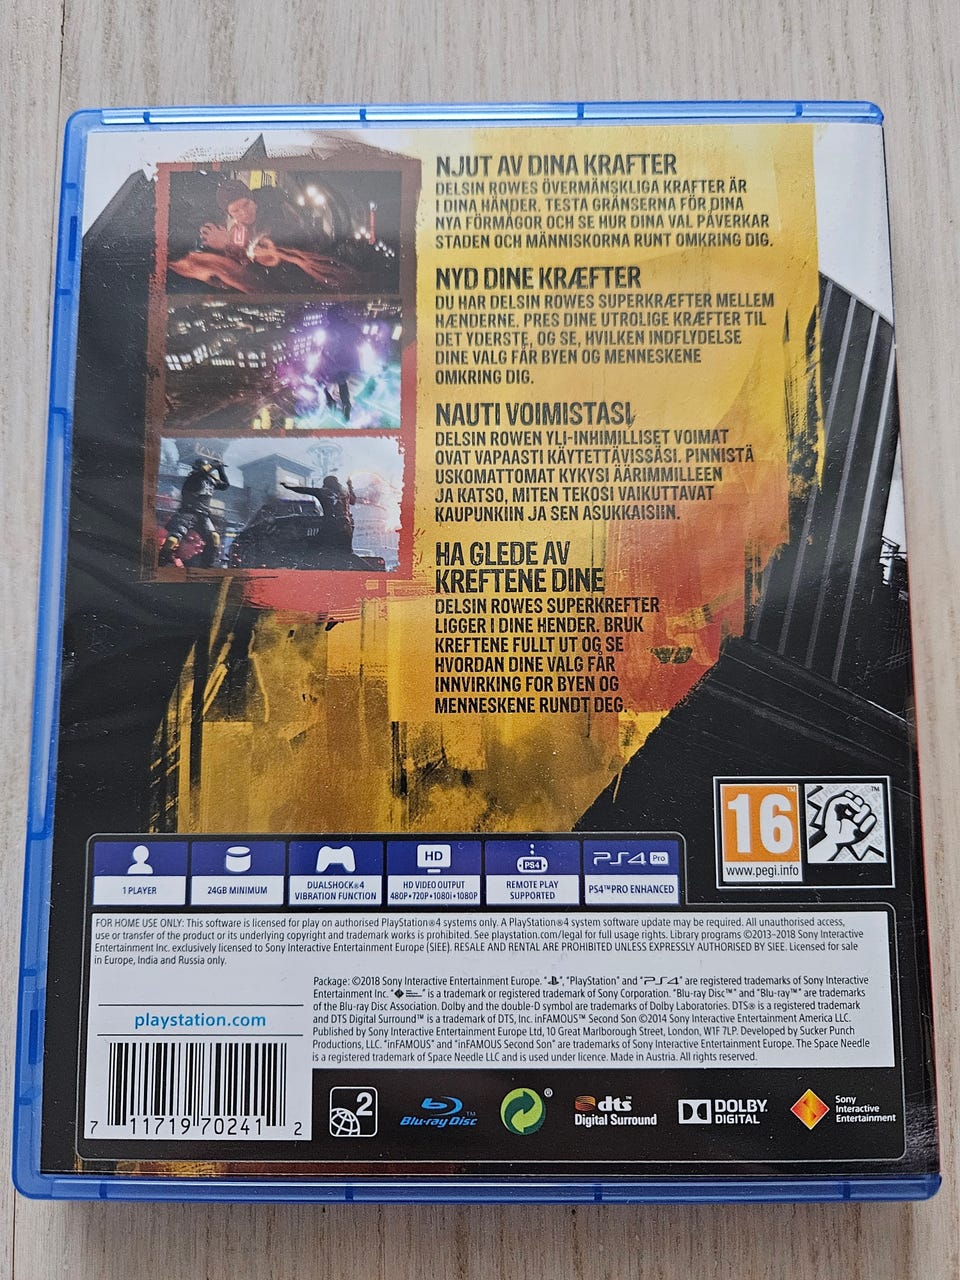 NJUT AV DINA KRAFTER
DELSIN ROWES ÖVERMÄNSKLIGA KRAFTER ÄR
I DINA HÄNDER. TESTA GRÄNSERNA FÖR DINA
NYA FÖRMÅGOR OCH SE HUR DINA VAL PÅVERKAR
STADEN OCH MÄNNISKORNA RUNT OMKRING DIG.
NYD DINE KRÆFTER
DU HAR DELSIN ROWES SUPERKRÆFTER MELLEM
HÆNDERNE. PRES DINE UTROLIGE KRÆFTER TIL
DET YDERSTE, OG SE, HVILKEN INDFLYDELSE
DINE VALG FÅR BYEN OG MENNESKENE
OMKRING DIG.
NAUTI VOIMISTASI
DELSIN ROWEN YLI-INHIMILLISET VOIMAT
OVAT VAPAASTI KÄYTETTÄVISSÄSI. PINNISTÄ
USKOMATTOMAT KYKYSI ÄÄRIMMILLEEN
JA KATSO, MITEN TEKOSI VAIKUTTAVAT
KAUPUNKIIN JA SEN ASUKKAISIIN.
HA GLEDE AV
KREFTENE DINE
DELSIN ROWES SUPERKREFTER
LIGGER I DINE HENDER. BRUK
KREFTENE FULLT UT OG SE
HVORDAN DINE VALG FÅR
INNVIRKING FOR BYEN OG
MENNESKENE RUNDT DEG.
16™
www.pegi.info
™
1 PLAYER
24GB MINIMUM
DUALSHOCK®4
VIBRATION FUNCTION
HD
HD VIDEO OUTPUT
480P•720P•1080i•1080P
PS4
REMOTE PLAY
SUPPORTED
PS4 Pro
PS4™PRO ENHANCED
FOR HOME USE ONLY: This software is licensed for play on authorised PlayStation®4 systems only. A PlayStation®4 system software update may be required. All unauthorised access,
use or transfer of the product or its underlying copyright and trademark works is prohibited. See playstation.com/legal for full usage rights. Library programs ©2013-2018 Sony Interactive
Entertainment Inc. exclusively licensed to Sony Interactive Entertainment Europe (SIEE). RESALE AND RENTAL ARE PROHIBITED UNLESS EXPRESSLY AUTHORISED BY SIEE. Licensed for sale
in Europe, India and Russia only.
Package: ©2018 Sony Interactive Entertainment Europe. "", "PlayStation" and "PS4" are registered trademarks of Sony Interactive
Entertainment Inc. "" is a trademark or registered trademark of Sony Corporation. "Blu-ray Disc™" and "Blu-ray™" are trademarks
of the Blu-ray Disc Association. Dolby and the double-D symbol are trademarks of Dolby Laboratories. DTS® is a registered trademark
and DTS Digital Surround™ is a trademark of DTS, Inc. inFAMOUS™ Second Son ©2014 Sony Interactive Entertainment America LLC.
Published by Sony Interactive Entertainment Europe Ltd, 10 Great Marlborough Street, London, W1F 7LP. Developed by Sucker Punch
Productions, LLC. "inFAMOUS" and "inFAMOUS Second Son" are trademarks of Sony Interactive Entertainment LLC. The Space Needle
is a registered trademark of Space Needle LLC and is used under licence. Made in Austria. All rights reserved.
playstation.com
7 11719 70241 2
2
Blu-ray Disc™
®
dts
Digital Surround
DOLBY
DIGITAL
Sony
Interactive
Entertainment